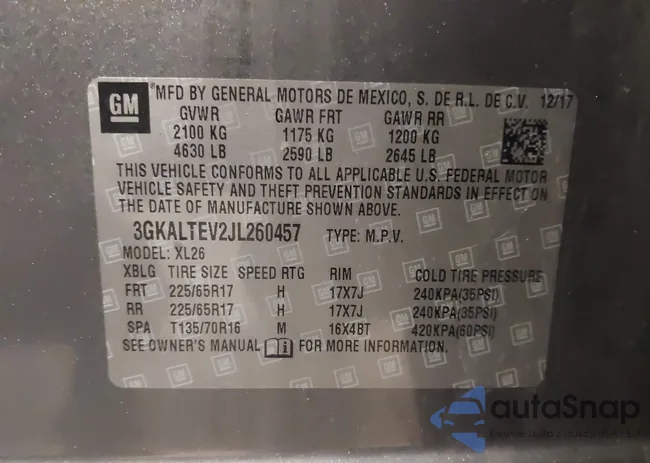 GM
*MFD BY GENERAL MOTORS DE MEXICO, S. DE R.L. DE C.V. 12/17
GVWR GAWR FRT GAWR RR
2100 KG 1175 KG 1200 KG
4630 LB 2590 LB 2645 LB
THIS VEHICLE CONFORMS TO ALL APPLICABLE U.S. FEDERAL MOTOR
VEHICLE SAFETY AND THEFT PREVENTION STANDARDS IN EFFECT ON
THE DATE OF MANUFACTURE SHOWN ABOVE.
3GKALTEV2JL260457 TYPE: M.P.V.
MODEL: XL26
XBLG TIRE SIZE SPEED RTG RIM COLD TIRE PRESSURE
FRT 225/65R17 H 17X7J 240KPA(35PSI)
RR 225/65R17 H 17X7J 240KPA(35PSI)
SPA T135/70R16 M 16X4BT 420KPA(60PSI)
SEE OWNER'S MANUAL FOR MORE INFORMATION.
autoSnap